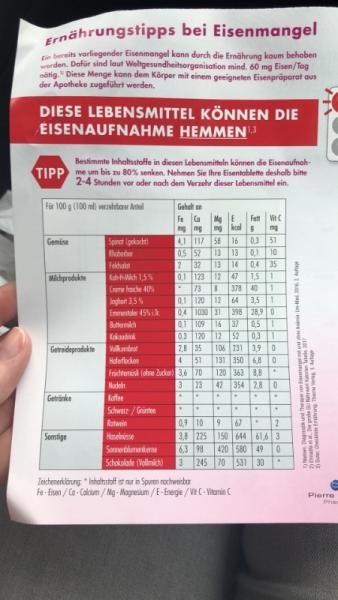 Ernährungstipps bei Eisenmangel
Ein bereits vorliegender Eisenmangel kann durch die Ernährung kaum behoben
werden. Dafür sind laut Weltgesundheitsorganisation mind. 60 mg Eisen/Tag
nötig.¹⁾ Diese Menge kann dem Körper mit einem geeigneten Eisenpräparat aus
der Apotheke zugeführt werden.
DIESE LEBENSMITTEL KÖNNEN DIE
EISENAUFNAHME HEMMEN¹,³
TIPP
Bestimmte Inhaltsstoffe in diesen Lebensmitteln können die Eisenaufnah-
me um bis zu 80% senken. Nehmen Sie Ihre Eisentablette deshalb bitte
2-4 Stunden vor oder nach dem Verzehr dieser Lebensmittel ein.
Für 100 g (100 ml) verzehrbarer Anteil Gehalt an
Fe mg Ca mg Mg mg E kcal Fett g Vit C mg
Gemüse Spinat (gekocht) 4,1 117 58 16 0,3 51
Rhabarber 0,5 52 13 13 0,1 10
Feldsalat 2 32 13 14 0,4 35
Milchprodukte Kuh-H-Milch 1,5 % 0,1 123 12 47 1,5 1
Creme fraiche 40% * 73 8 378 40 1
Joghurt 3,5 % 0,1 120 12 64 3,5 1
Emmentaler 45% i.Tr. 0,4 1030 31 398 28,9 0
Buttermilch 0,1 109 16 37 0,5 1
Kakaodrink 0,3 120 12 52 0,3 1
Getreideprodukte Vollkornbrot 2,8 35 106 231 3,9 0
Haferflocken 4 51 131 350 6,8 0
Früchtemüsli (ohne Zucker) 3,6 70 120 363 8,8 *
Nudeln 3 23 42 354 2,8 0
Getränke Kaffee * * * * * *
Schwarz- / Grüntee * * * * * *
Rotwein 0,9 10 9 67 * 2
Sonstige Haselnüsse 3,8 225 150 644 61,6 3
Sonnenblumenkerne 6,3 98 420 580 49 0
Schokolade (Vollmilch) 3 245 70 531 30 *
Zeichenerklärung: * Inhaltsstoff ist nur in Spuren nachweisbar
Fe - Eisen / Ca - Calcium / Mg - Magnesium / E - Energie / Vit C - Vitamin C
Pierre